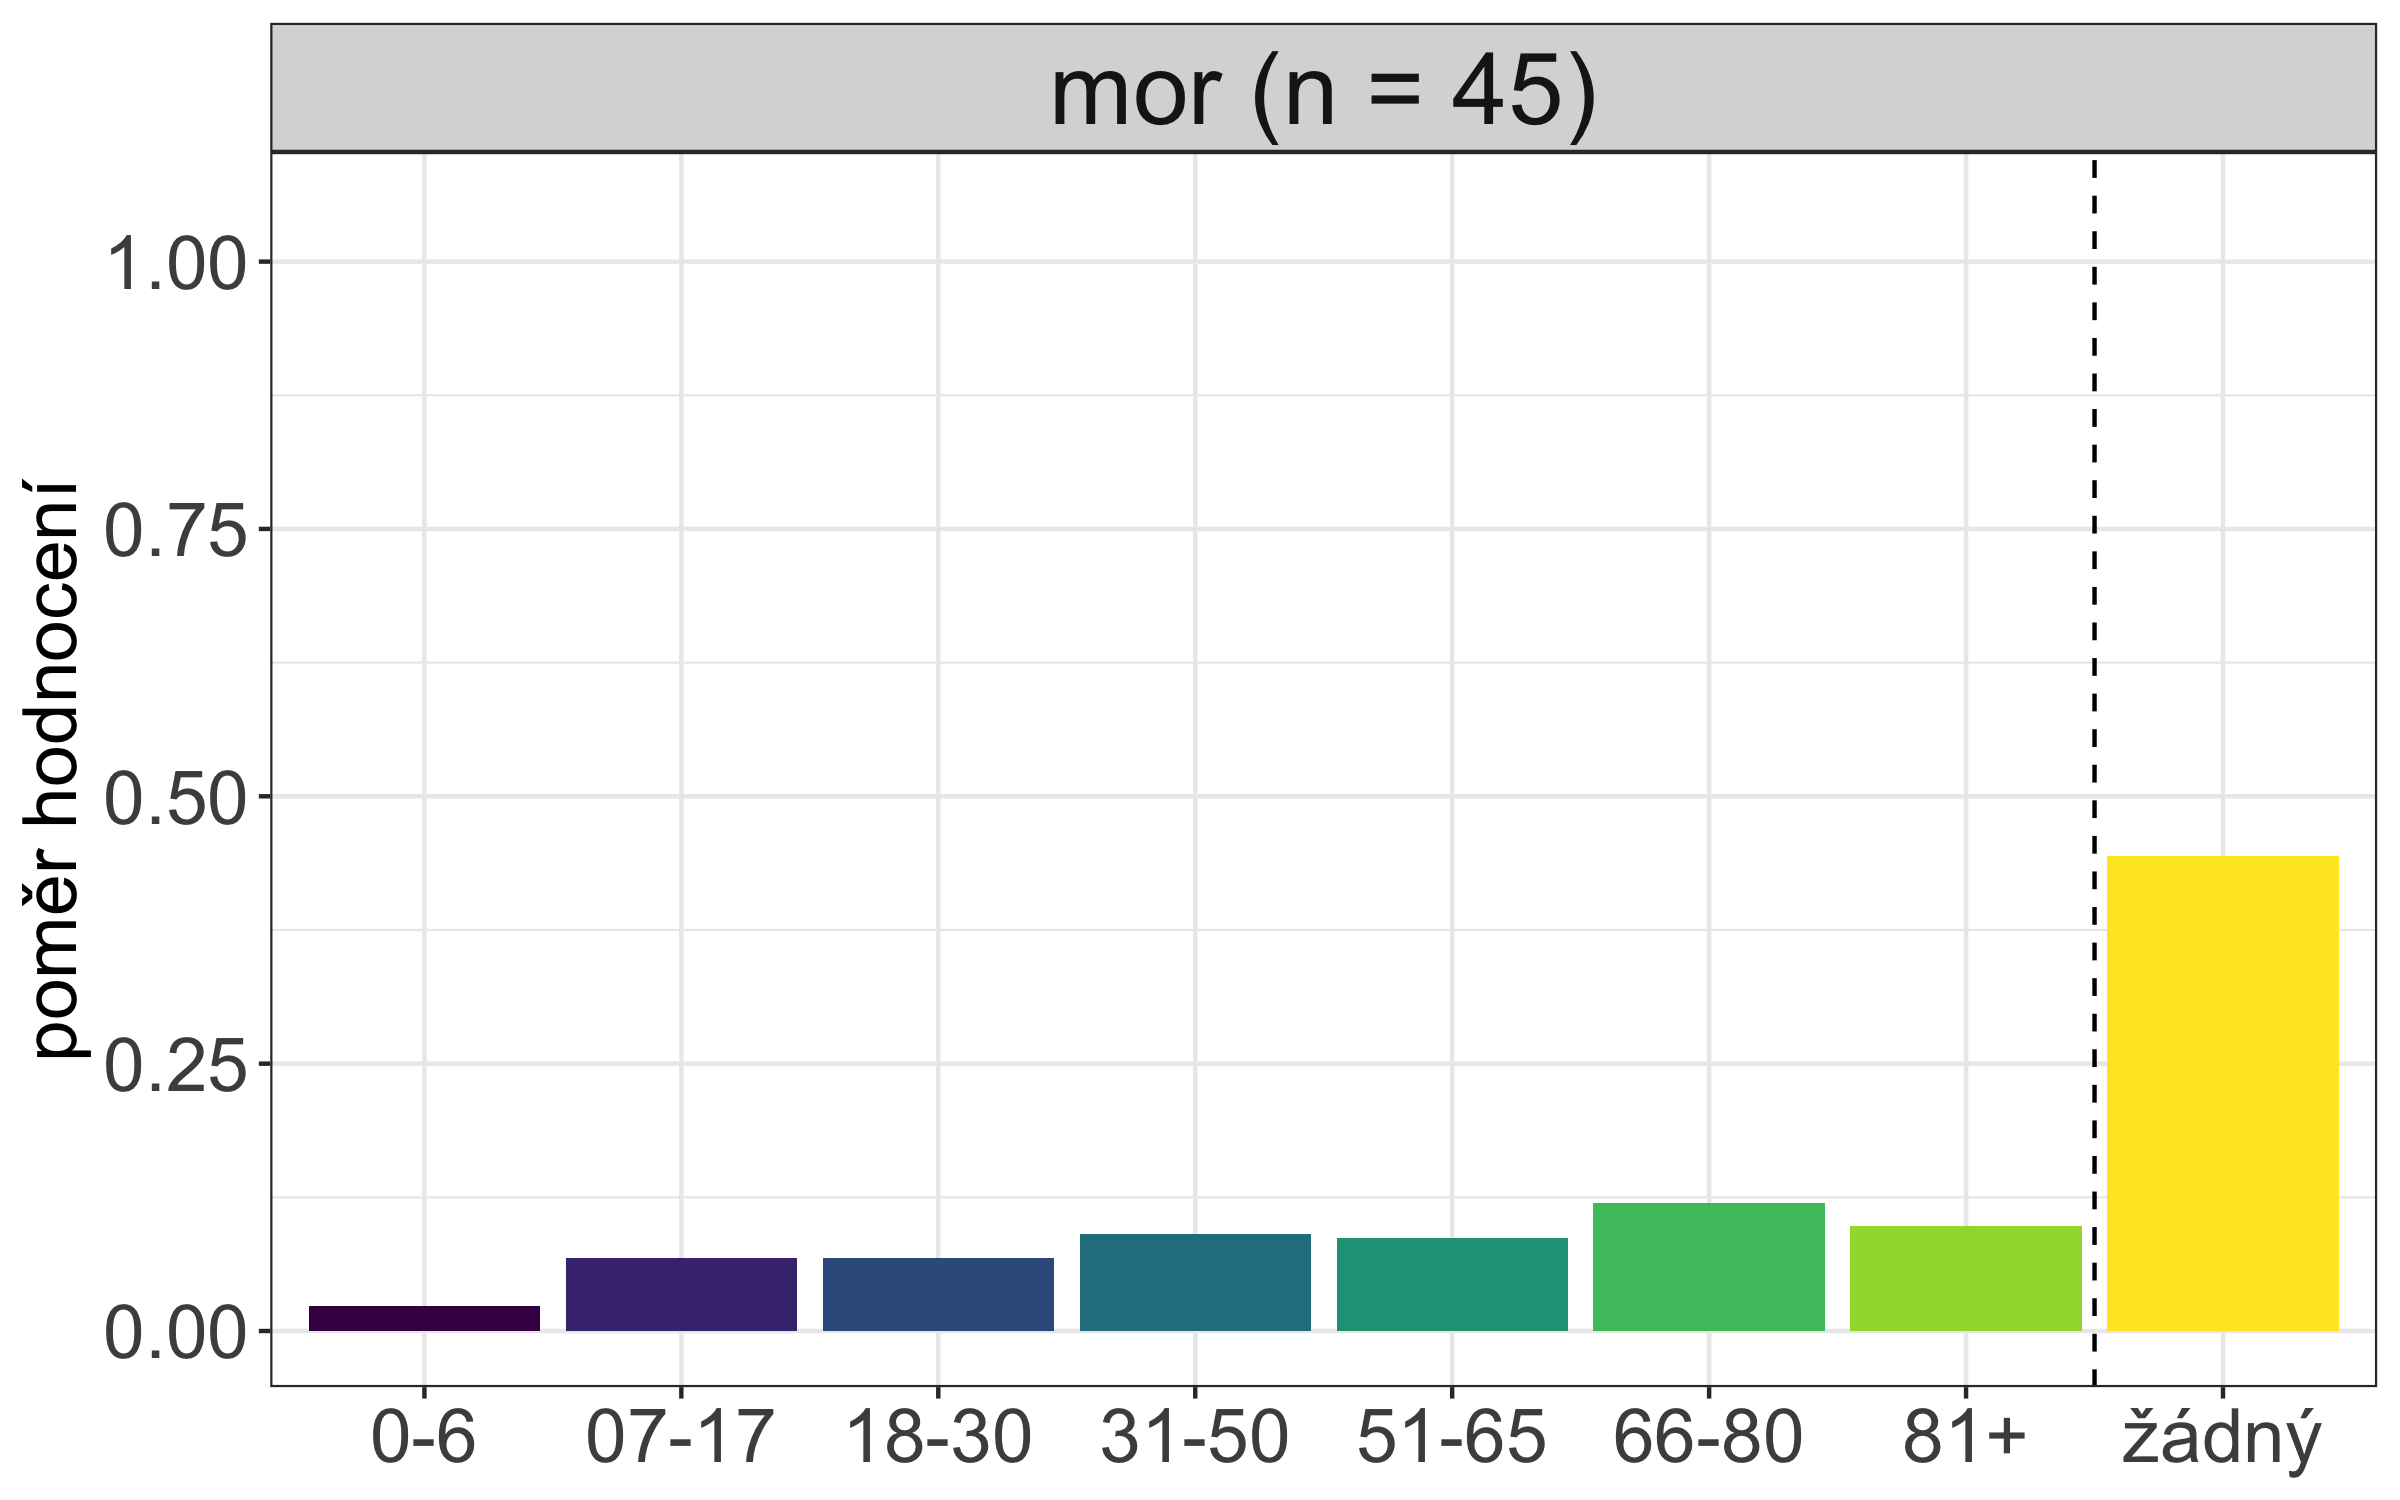 mor (n = 45)
poměr hodnocení
1.00
0.75
0.50
0.25
0.00
0-6 07-17 18-30 31-50 51-65 66-80 81+ žádný